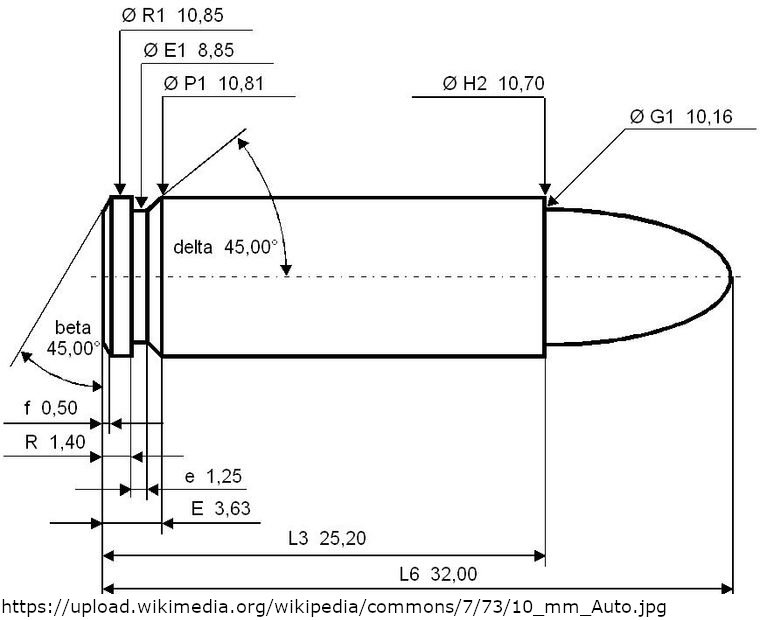 Ø R1 10,85
Ø E1 8,85
Ø P1 10,81
Ø H2 10,70
Ø G1 10,16
delta 45,00°
beta
45,00°
f 0,50
R 1,40
e 1,25
E 3,63
L3 25,20
L6 32,00
https://upload.wikimedia.org/wikipedia/commons/7/73/10_mm_Auto.jpg